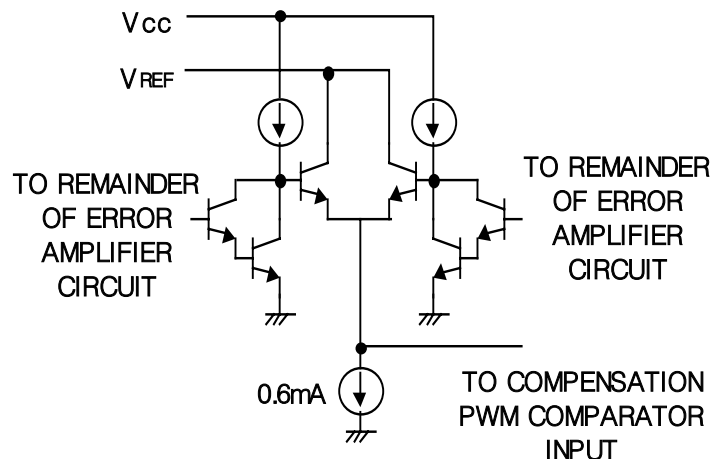 VCC
VREF
TO REMAINDER
OF ERROR
AMPLIFIER
CIRCUIT
TO REMAINDER
OF ERROR
AMPLIFIER
CIRCUIT
0.6mA
TO COMPENSATION
PWM COMPARATOR
INPUT